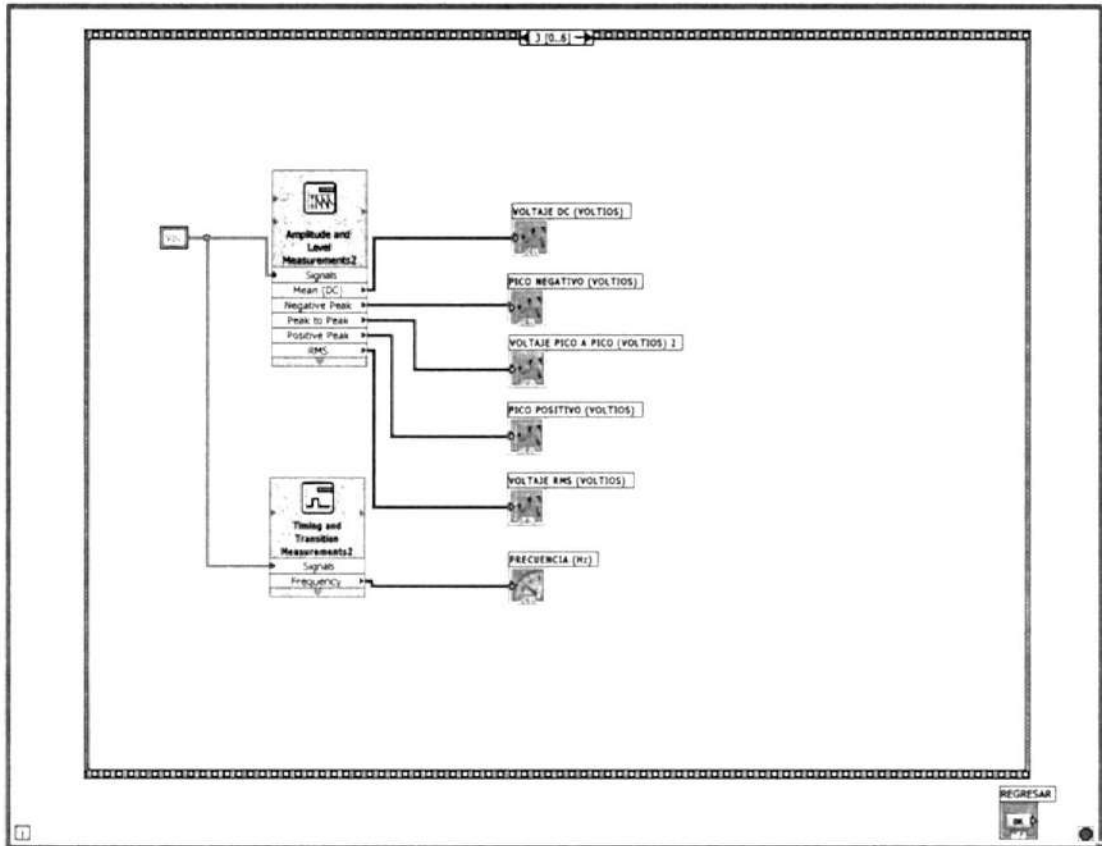 3 [0..6]
Amplitude and
Level
Measurements2
Signals
Mean (DC)
Negative Peak
Peak to Peak
Positive Peak
RMS
VOLTAJE DC (VOLTIOS)
PICO NEGATIVO (VOLTIOS)
VOLTAJE PICO A PICO (VOLTIOS) 2
PICO POSITIVO (VOLTIOS)
VOLTAJE RMS (VOLTIOS)
Timing and
Transition
Measurements2
Signals
Frequency
FRECUENCIA (Hz)
REGRESAR
OK
i